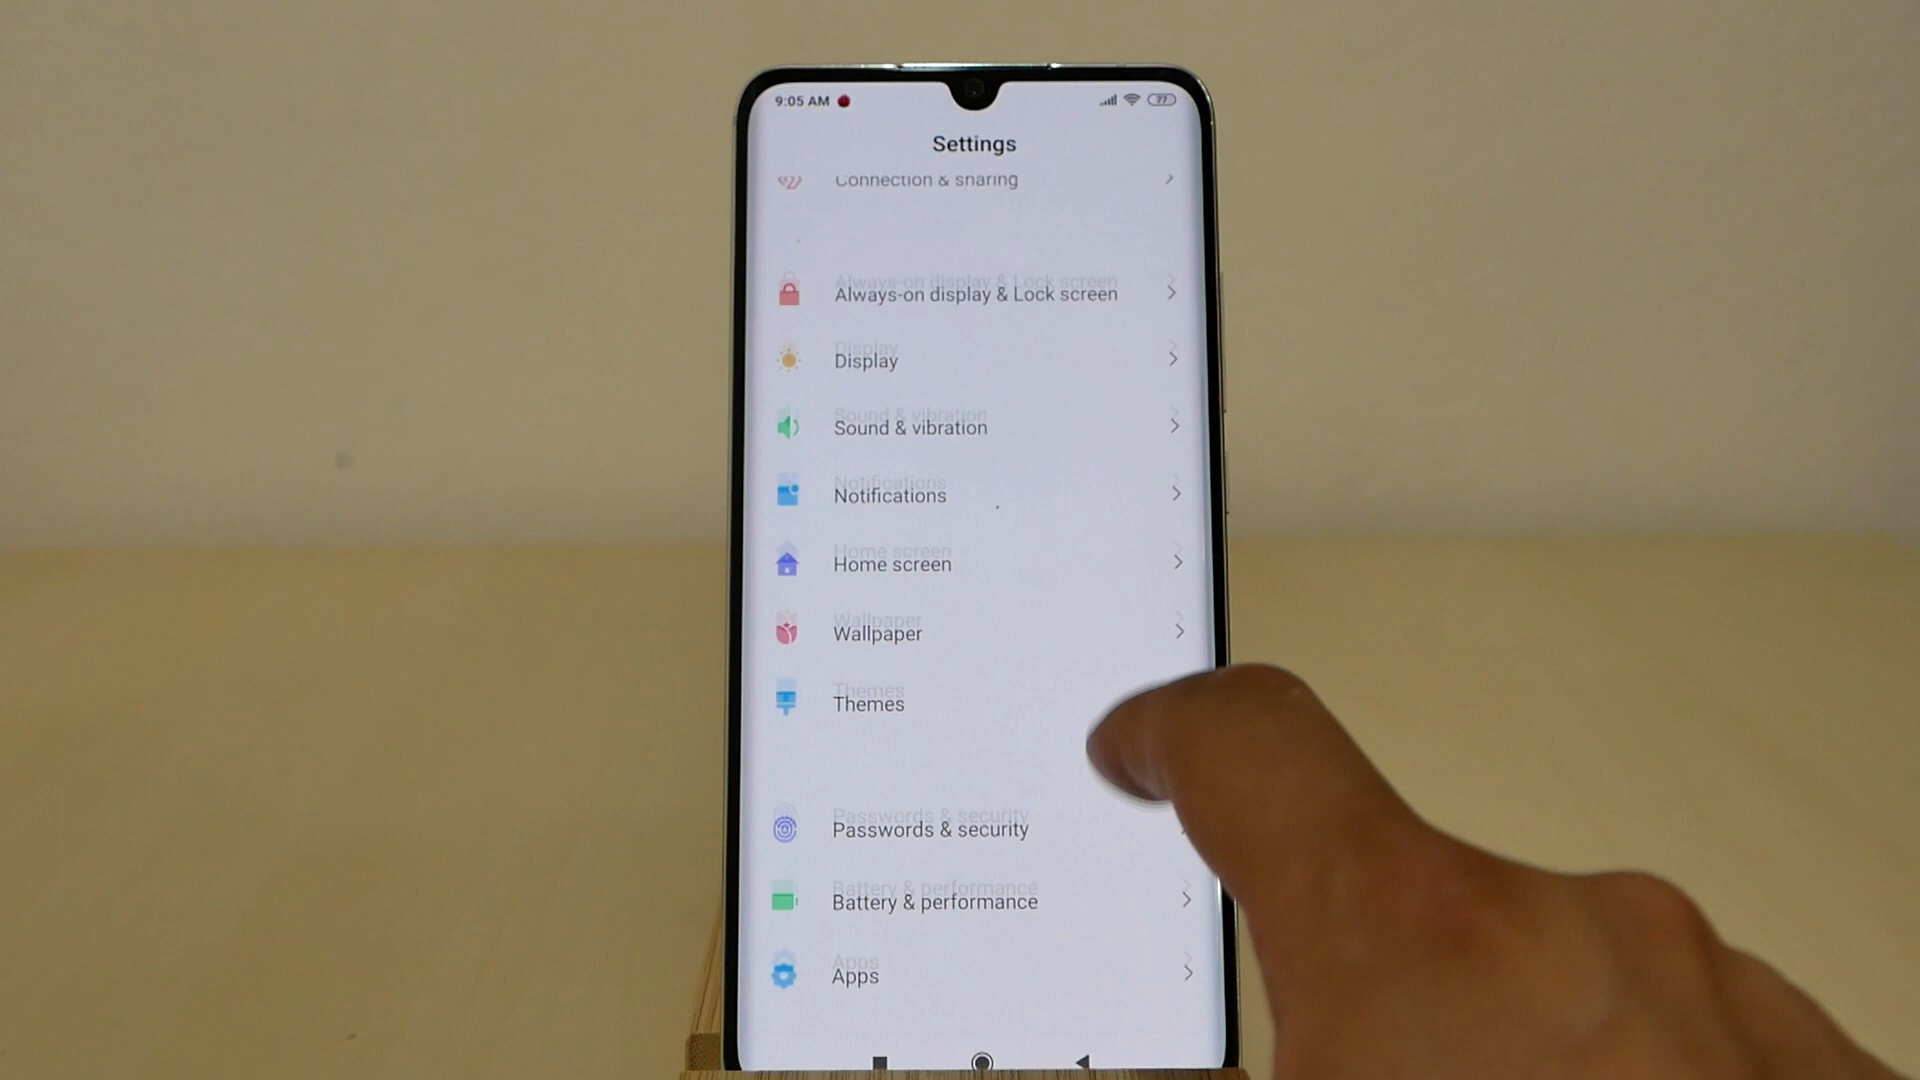 9:05 AM
77
Settings
Connection & sharing
Always-on display & Lock screen
Display
Sound & vibration
Notifications
Home screen
Wallpaper
Themes
Passwords & security
Battery & performance
Apps